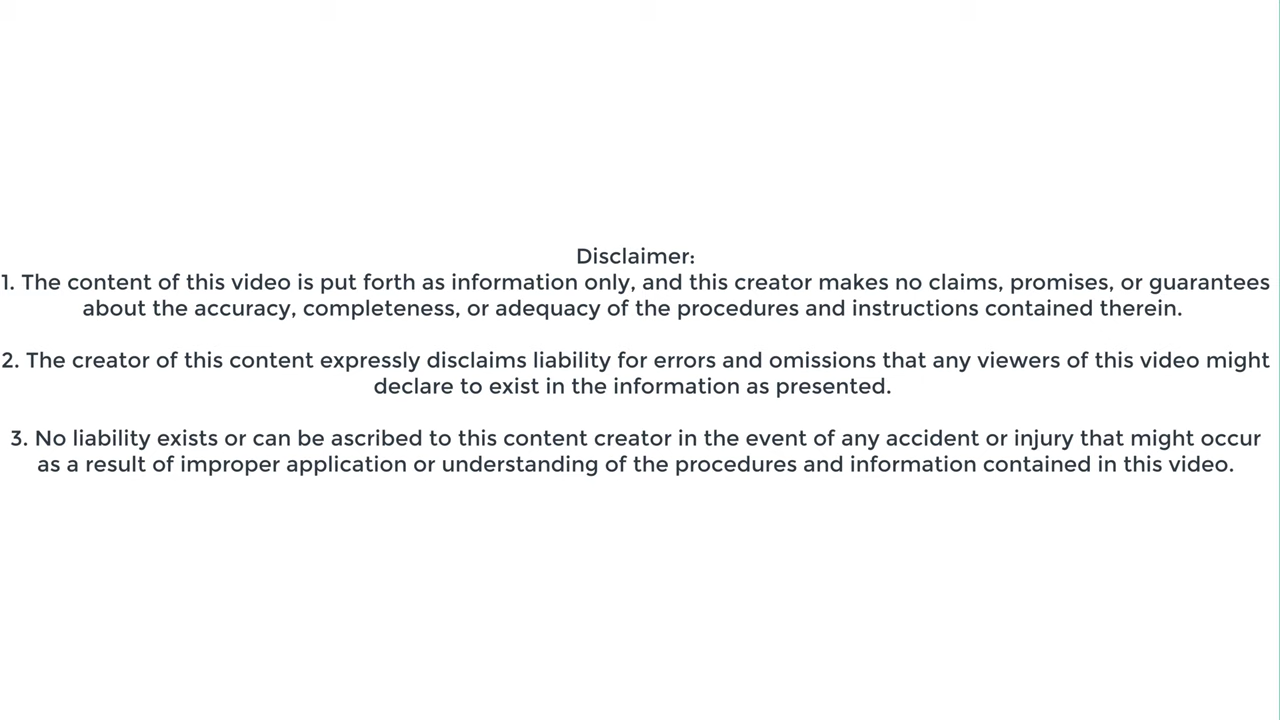 Disclaimer:
1. The content of this video is put forth as information only, and this creator makes no claims, promises, or guarantees
about the accuracy, completeness, or adequacy of the procedures and instructions contained therein.
2. The creator of this content expressly disclaims liability for errors and omissions that any viewers of this video might
declare to exist in the information as presented.
3. No liability exists or can be ascribed to this content creator in the event of any accident or injury that might occur
as a result of improper application or understanding of the procedures and information contained in this video.